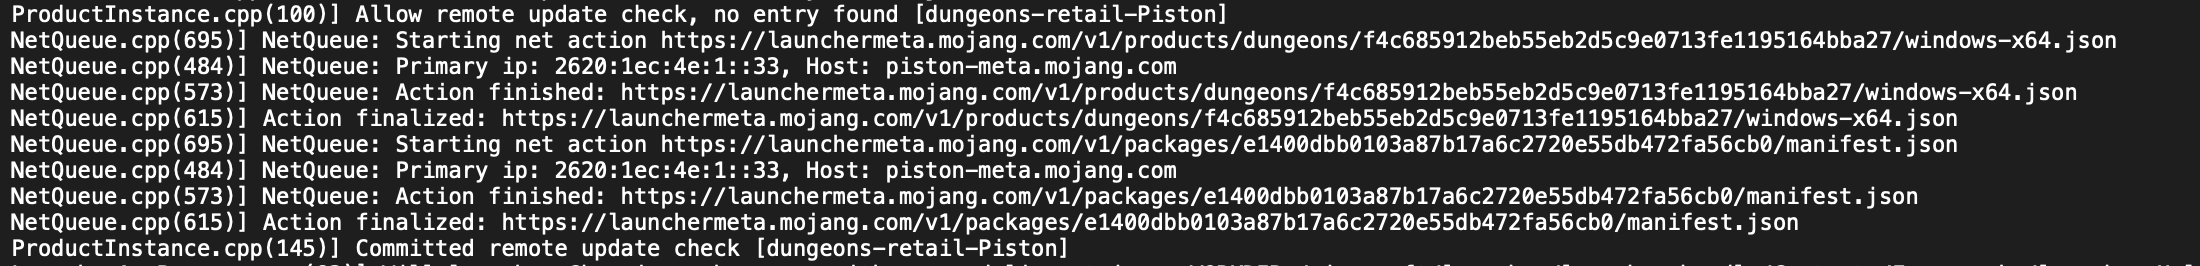 ProductInstance.cpp(100)] Allow remote update check, no entry found [dungeons-retail-Piston]
NetQueue.cpp(695)] NetQueue: Starting net action https://launchermeta.mojang.com/v1/products/dungeons/f4c685912beb55eb2d5c9e0713fe1195164bba27/windows-x64.json
NetQueue.cpp(484)] NetQueue: Primary ip: 2620:1ec:4e:1::33, Host: piston-meta.mojang.com
NetQueue.cpp(573)] NetQueue: Action finished: https://launchermeta.mojang.com/v1/products/dungeons/f4c685912beb55eb2d5c9e0713fe1195164bba27/windows-x64.json
NetQueue.cpp(615)] Action finalized: https://launchermeta.mojang.com/v1/products/dungeons/f4c685912beb55eb2d5c9e0713fe1195164bba27/windows-x64.json
NetQueue.cpp(695)] NetQueue: Starting net action https://launchermeta.mojang.com/v1/packages/e1400dbb0103a87b17a6c2720e55db472fa56cb0/manifest.json
NetQueue.cpp(484)] NetQueue: Primary ip: 2620:1ec:4e:1::33, Host: piston-meta.mojang.com
NetQueue.cpp(573)] NetQueue: Action finished: https://launchermeta.mojang.com/v1/packages/e1400dbb0103a87b17a6c2720e55db472fa56cb0/manifest.json
NetQueue.cpp(615)] Action finalized: https://launchermeta.mojang.com/v1/packages/e1400dbb0103a87b17a6c2720e55db472fa56cb0/manifest.json
ProductInstance.cpp(145)] Committed remote update check [dungeons-retail-Piston]